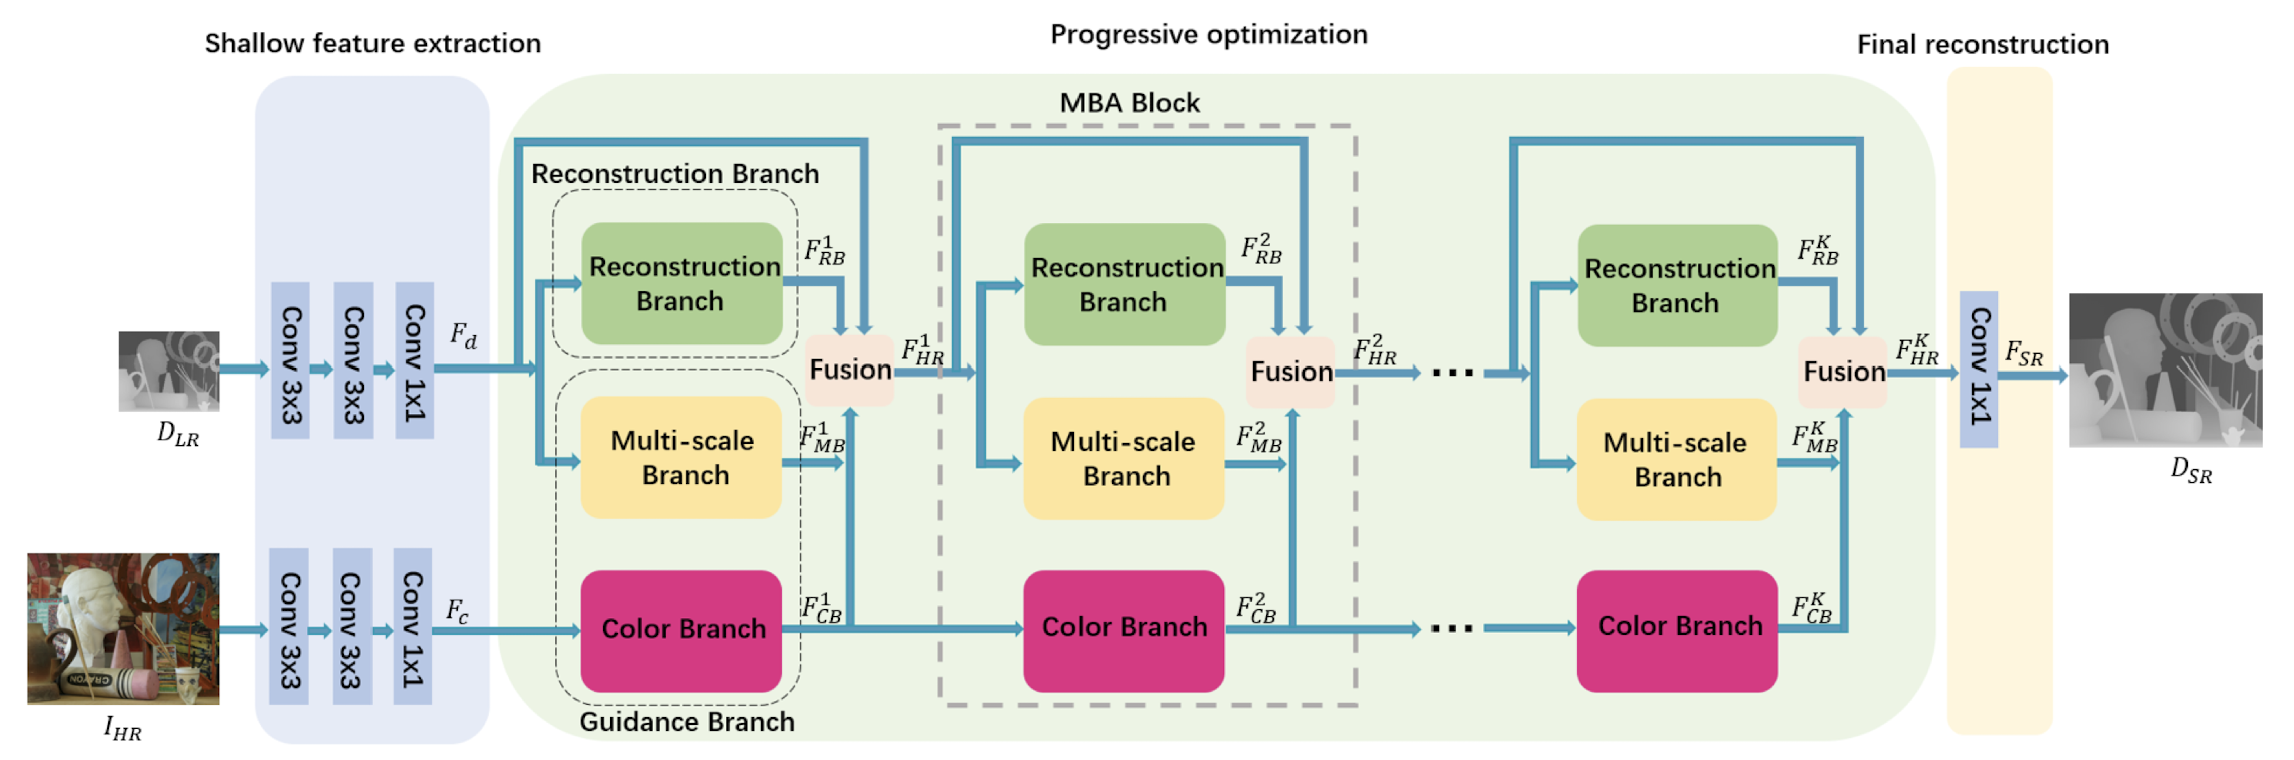 Shallow feature extraction
Progressive optimization
Final reconstruction
MBA Block
Reconstruction Branch
Reconstruction
Branch
Multi-scale
Branch
Color Branch
Guidance Branch
Conv 3x3
Conv 3x3
Conv 1x1
F_d
D_{LR}
Conv 3x3
Conv 3x3
Conv 1x1
F_c
I_{HR}
CRAYON
F_{RB}^1
F_{MB}^1
F_{CB}^1
Fusion
F_{HR}^1
Reconstruction
Branch
Multi-scale
Branch
Color Branch
F_{RB}^2
F_{MB}^2
F_{CB}^2
Fusion
F_{HR}^2
...
...
Reconstruction
Branch
Multi-scale
Branch
Color Branch
F_{RB}^K
F_{MB}^K
F_{CB}^K
Fusion
F_{HR}^K
Conv 1x1
F_{SR}
D_{SR}